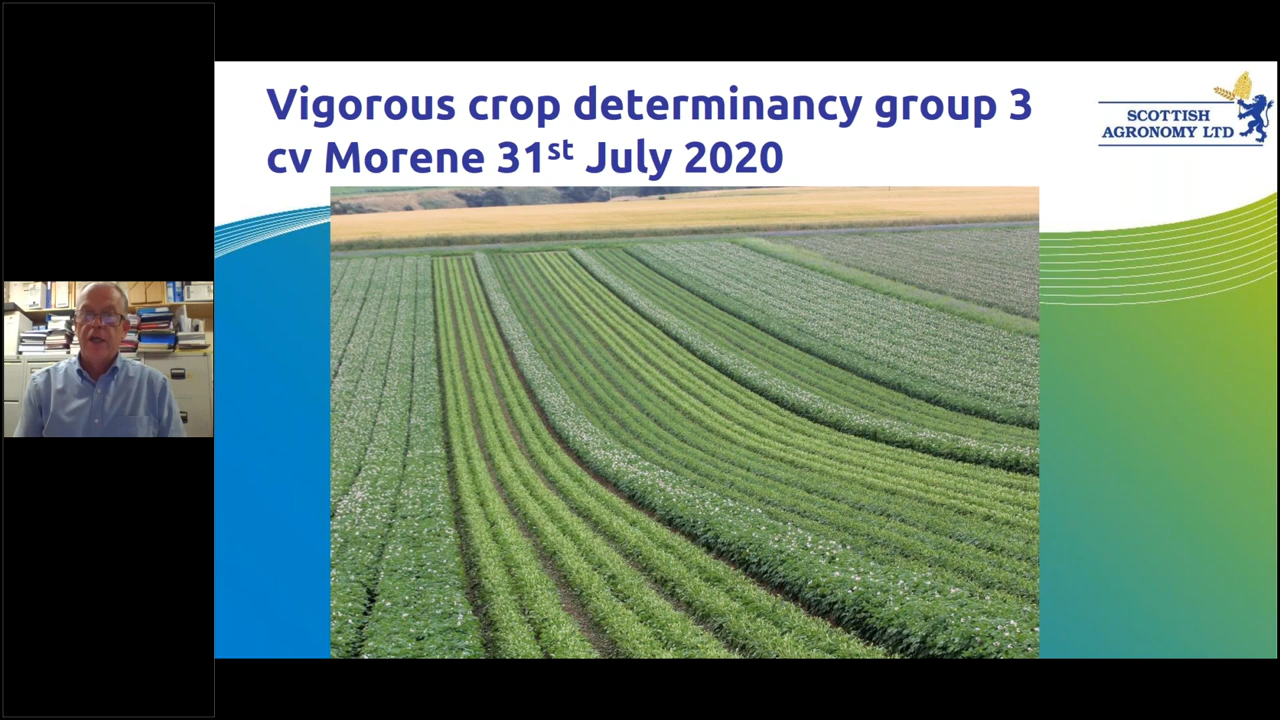 Vigorous crop determinancy group 3
cv Morene 31st July 2020
SCOTTISH
AGRONOMY LTD